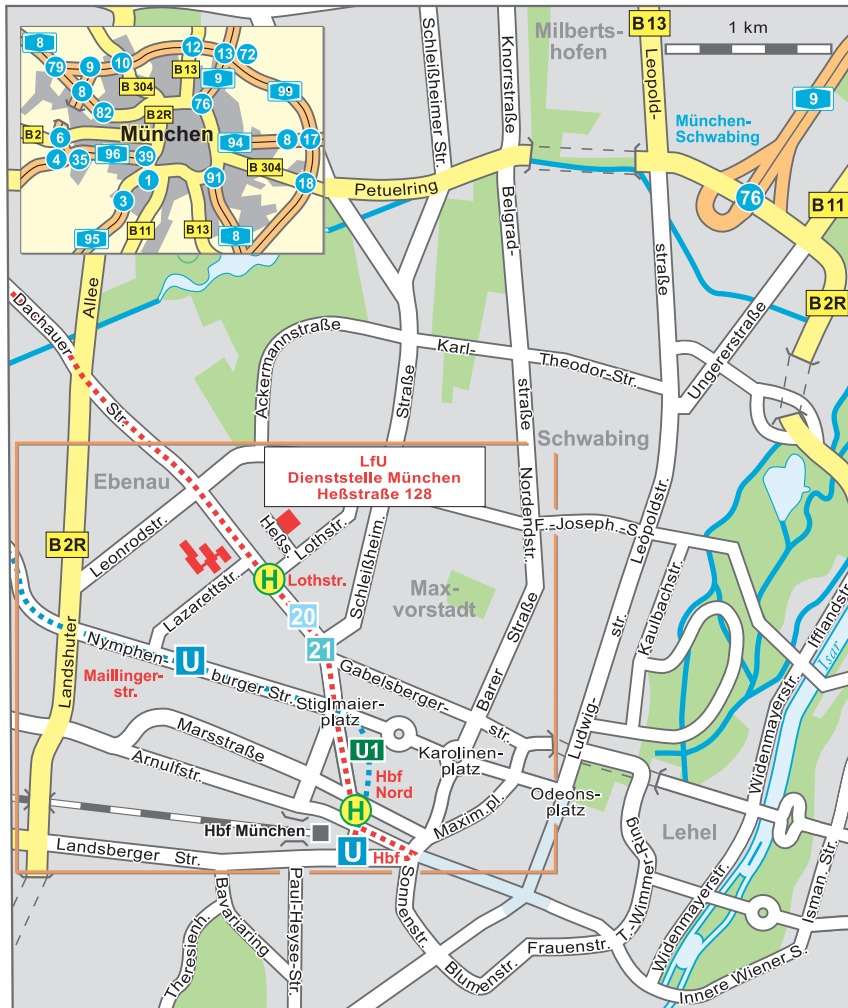 8
79
9
10
12
13
72
B 304
B13
9
99
8
82
B2R
76
B2
6
München
94
8
17
4
35
96
39
B 304
1
91
18
3
B11
B13
95
8
Milberts-
hofen
B13
1 km
Schleißheimer Str.
Knorrstraße
Leopold-
9
München-
Schwabing
Petuelring
76
Belgrad-
B11
straße
B2R
Allee
Dachauer
Ackermannstraße
Karl-
Theodor-Str.
Ungererstraße
Str.
Straße
straße
Schwabing
LfU
Dienststelle München
Heßstraße 128
Ebenau
Nordendstr.
F.-Joseph.-S.
Leopoldstr.
B2R
Leonrodstr.
Heßs.
Lothstr.
Schleißheim.
H
Lothstr.
Max-
vorstadt
Kaulbachstr.
Lazarettstr.
20
Straße
str.
Ifflandstr.
Isar
Landshuter
Nymphen-
U
21
Maillinger-
str.
burger Str.
Gabelsberger-
Barer
Stiglmaier-
platz
str.
Widenmayerstr.
Marsstraße
U1
Karolinen-
platz
Ludwig-
Arnulfstr.
Hbf
Nord
Maxim.pl.
Odeons-
platz
H
Hbf München
Lehel
Landsberger Str.
U
Hbf
T.-Wimmer-Ring
Widenmayerstr.
Isman. Str.
Bavariaring
Paul-Heyse-Str.
Sonnenstr.
Theresienh.
Blumenstr.
Frauenstr.
Innere Wiener S.